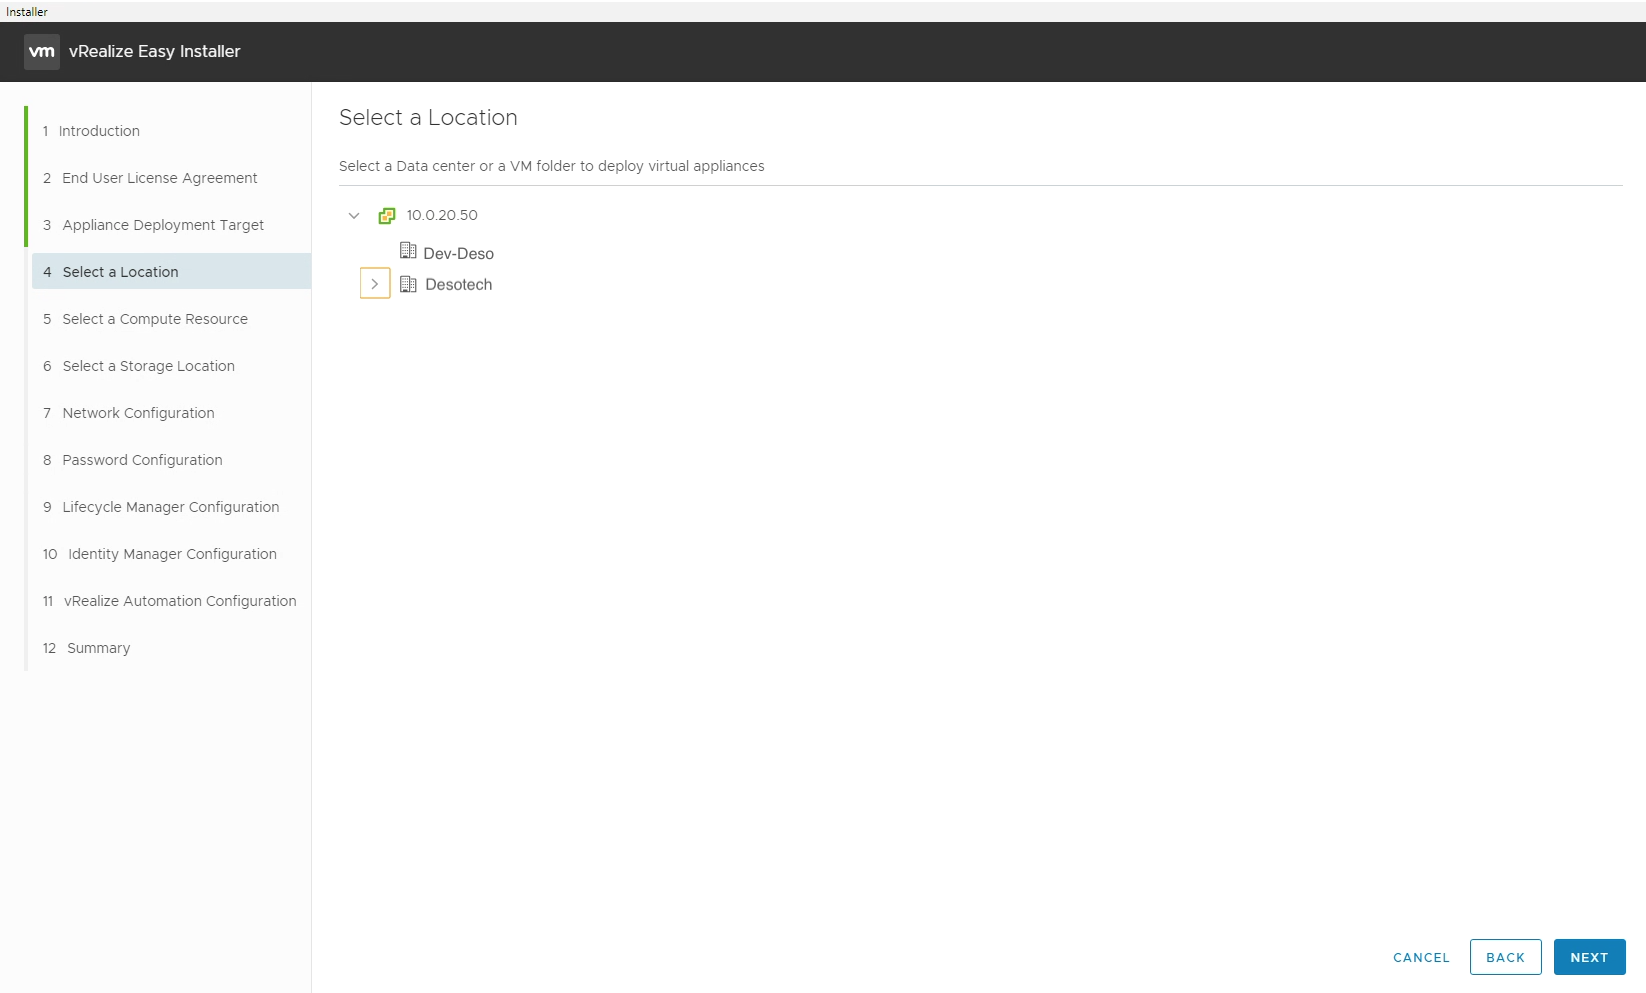 Installer
vm vRealize Easy Installer
1 Introduction
2 End User License Agreement
3 Appliance Deployment Target
4 Select a Location
5 Select a Compute Resource
6 Select a Storage Location
7 Network Configuration
8 Password Configuration
9 Lifecycle Manager Configuration
10 Identity Manager Configuration
11 vRealize Automation Configuration
12 Summary
Select a Location
Select a Data center or a VM folder to deploy virtual appliances
10.0.20.50
Dev-Deso
Desotech
CANCEL BACK NEXT